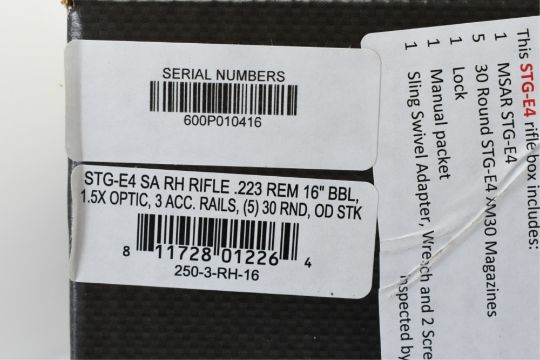 SERIAL NUMBERS
600P010416
STG-E4 SA RH RIFLE .223 REM 16" BBL,
1.5X OPTIC, 3 ACC. RAILS, (5) 30 RND, OD STK
8 11728 01226 4
250-3-RH-16
This STG-E4 rifle box includes:
1 MSAR STG-E4
5 30 Round STG-E4 XM30 Magazines
1 Lock
1 Manual packet
1 Sling Swivel Adapter, Wrench and 2 Scre
nspected by